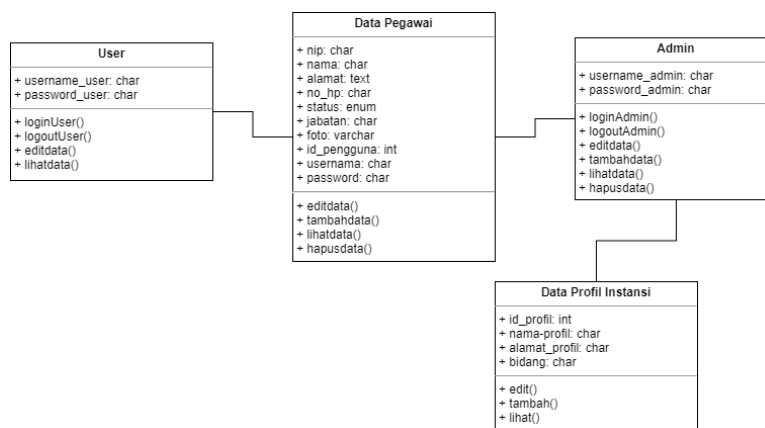 User
+ username_user: char
+ password_user: char
+ loginUser()
+ logoutUser()
+ editdata()
+ lihatdata()
Data Pegawai
+ nip: char
+ nama: char
+ alamat: text
+ no_hp: char
+ status: enum
+ jabatan: char
+ foto: varchar
+ id_pengguna: int
+ usernama: char
+ password: char
+ editdata()
+ tambahdata()
+ lihatdata()
+ hapusdata()
Admin
+ username_admin: char
+ password_admin: char
+ loginAdmin()
+ logoutAdmin()
+ editdata()
+ tambahdata()
+ lihatdata()
+ hapusdata()
Data Profil Instansi
+ id_profil: int
+ nama-profil: char
+ alamat_profil: char
+ bidang: char
+ edit()
+ tambah()
+ lihat()